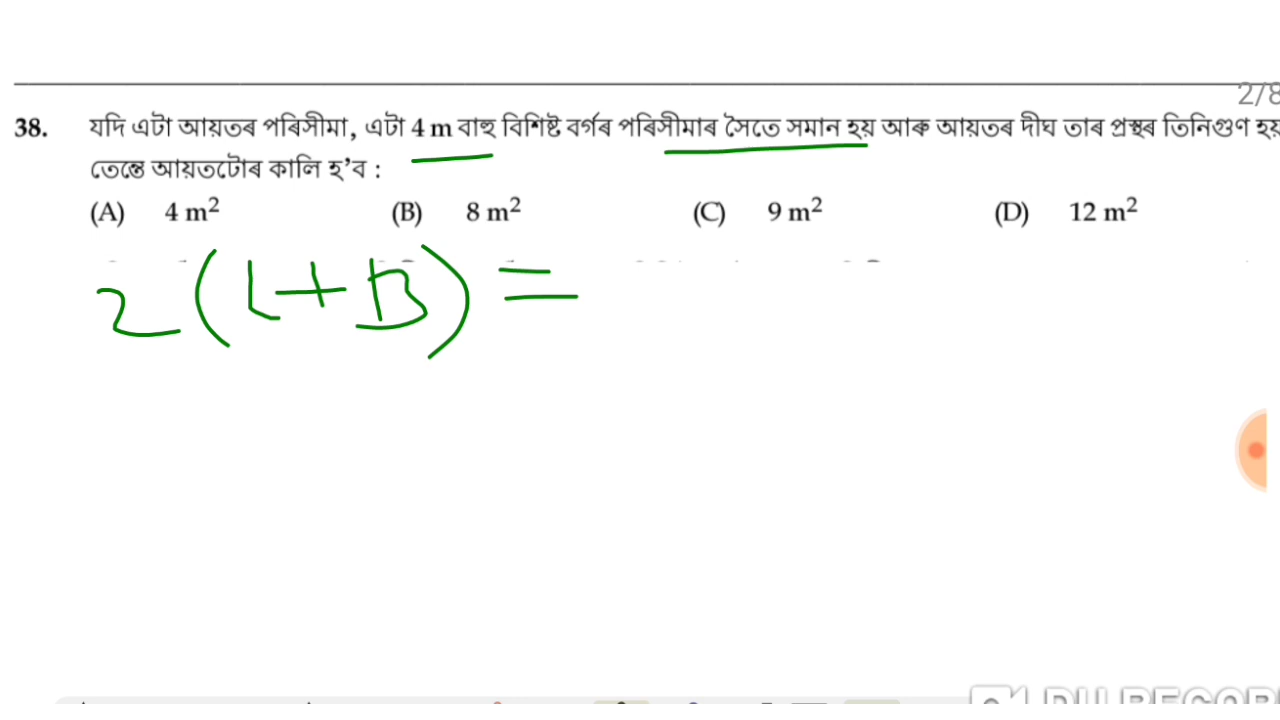 2/8
38. যদি এটা আয়তৰ পৰিসীমা, এটা 4 m বাহু বিশিষ্ট বৰ্গৰ পৰিসীমাৰ সৈতে সমান হয় আৰু আয়তৰ দীঘ তাৰ প্ৰস্থৰ তিনিগুণ হয়
তেন্তে আয়তটোৰ কালি হ’ব :
(A) 4 m² (B) 8 m² (C) 9 m² (D) 12 m²
2 (L+B) =